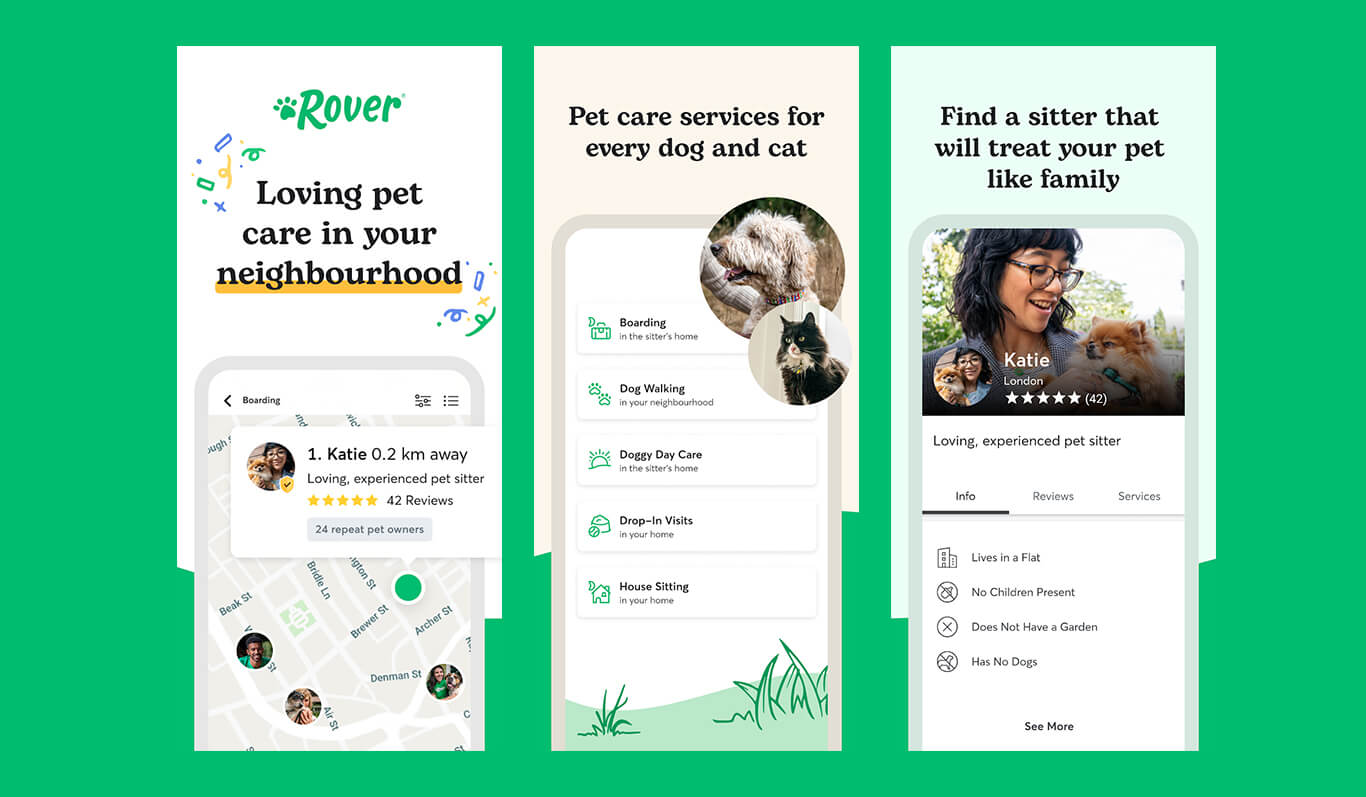 Rover
Loving pet
care in your
neighbourhood
Boarding
1. Katie 0.2 km away
Loving, experienced pet sitter
42 Reviews
24 repeat pet owners
ington St
Bridle Ln
Beak St
Brewer St
Archer St
Denman St
Air St
Pet care services for
every dog and cat
Boarding
in the sitter's home
Dog Walking
in your neighbourhood
Doggy Day Care
in the sitter's home
Drop-In Visits
in your home
House Sitting
in your home
Find a sitter that
will treat your pet
like family
Katie
London
(42)
Loving, experienced pet sitter
Info Reviews Services
Lives in a Flat
No Children Present
Does Not Have a Garden
Has No Dogs
See More